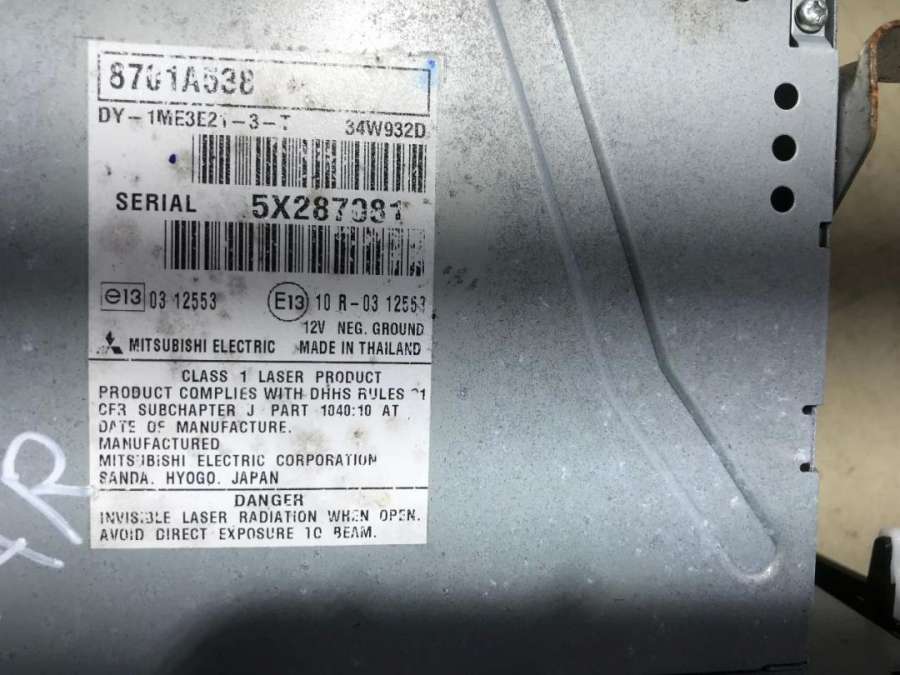 8701A538
DY-1ME3E21-3-T 34W932D
SERIAL 5X287081
e13 03 12553 E13 10 R-03 12553
12V NEG. GROUND
MITSUBISHI ELECTRIC MADE IN THAILAND
CLASS 1 LASER PRODUCT
PRODUCT COMPLIES WITH DHHS RULES 21
CFR SUBCHAPTER J PART 1040:10 AT
DATE OF MANUFACTURE.
MANUFACTURED
MITSUBISHI ELECTRIC CORPORATION
SANDA. HYOGO. JAPAN
DANGER
INVISIBLE LASER RADIATION WHEN OPEN.
AVOID DIRECT EXPOSURE TO BEAM.